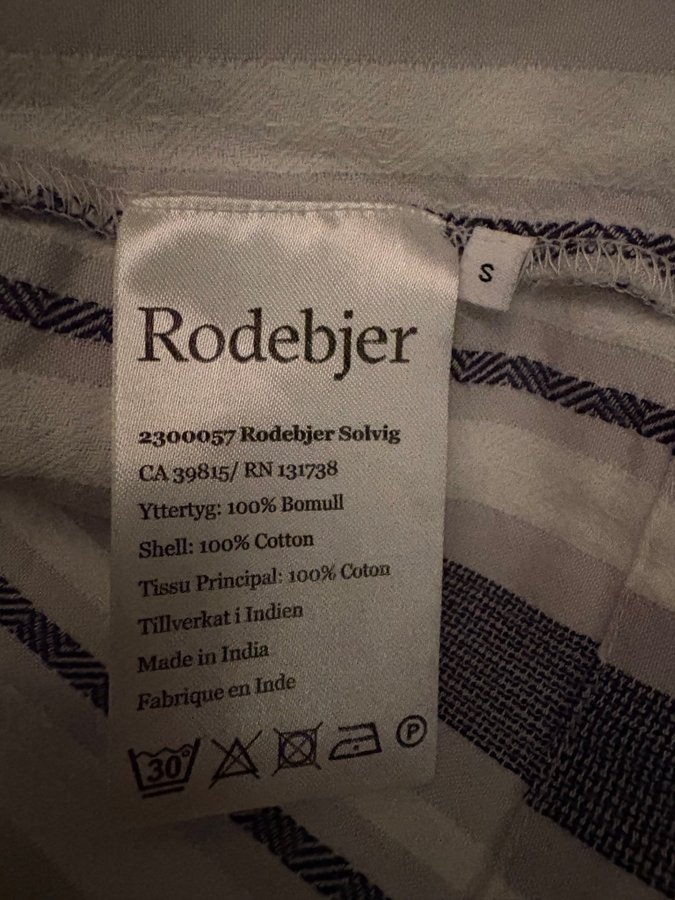 S
Rodebjer
2300057 Rodebjer Solvig
CA 39815/ RN 131738
Yttertyg: 100% Bomull
Shell: 100% Cotton
Tissu Principal: 100% Coton
Tillverkat i Indien
Made in India
Fabrique en Inde
30° P